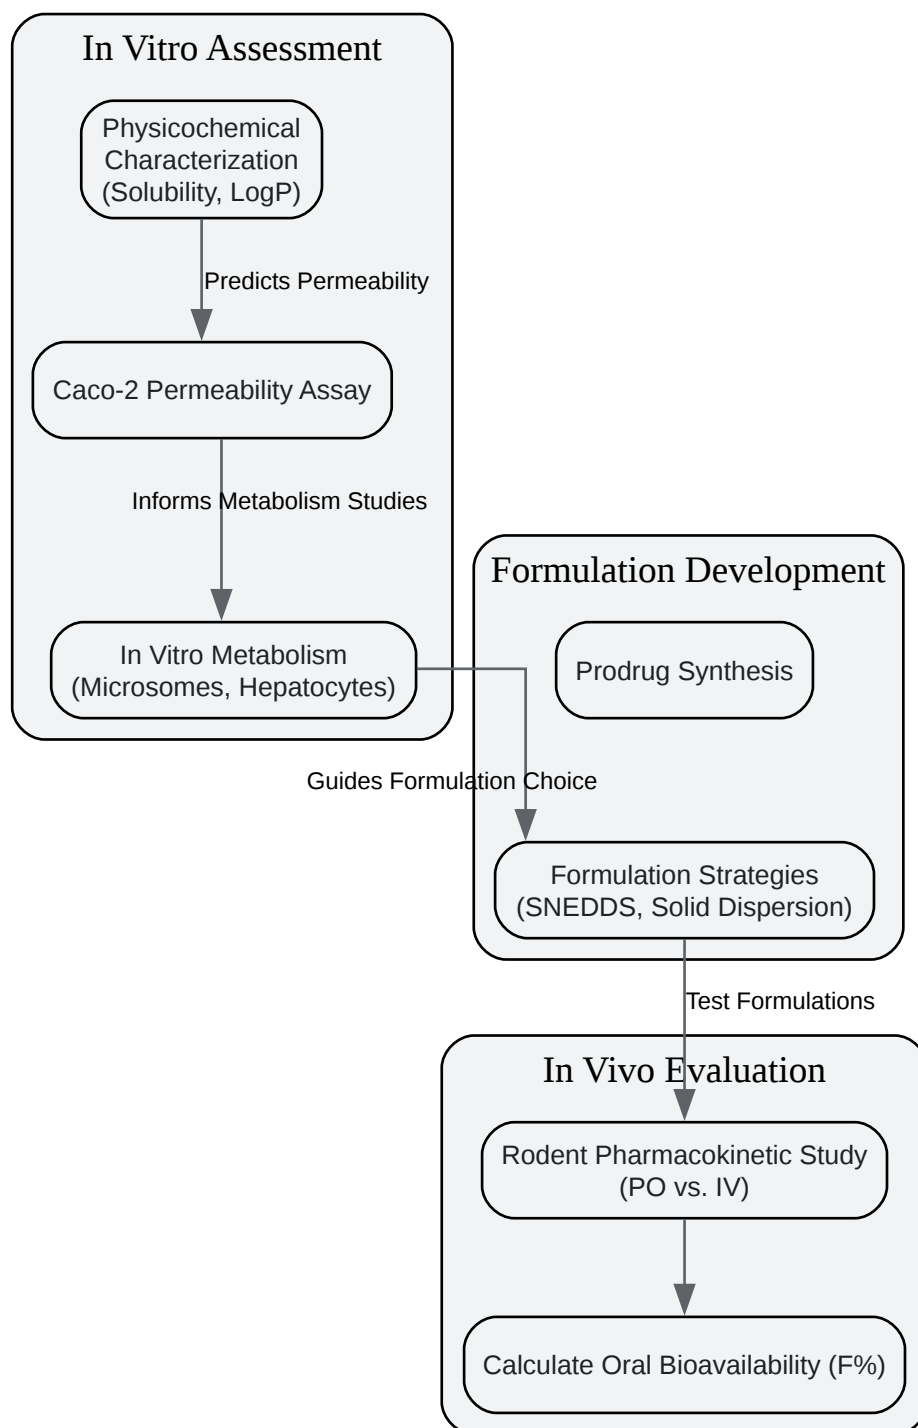 In Vitro Assessment
Physicochemical
Characterization
(Solubility, LogP)
Predicts Permeability
Caco-2 Permeability Assay
Informs Metabolism Studies
In Vitro Metabolism
(Microsomes, Hepatocytes)
Formulation Development
Prodrug Synthesis
Guides Formulation Choice
Formulation Strategies
(SNEDDS, Solid Dispersion)
Test Formulations
In Vivo Evaluation
Rodent Pharmacokinetic Study
(PO vs. IV)
Calculate Oral Bioavailability (F%)